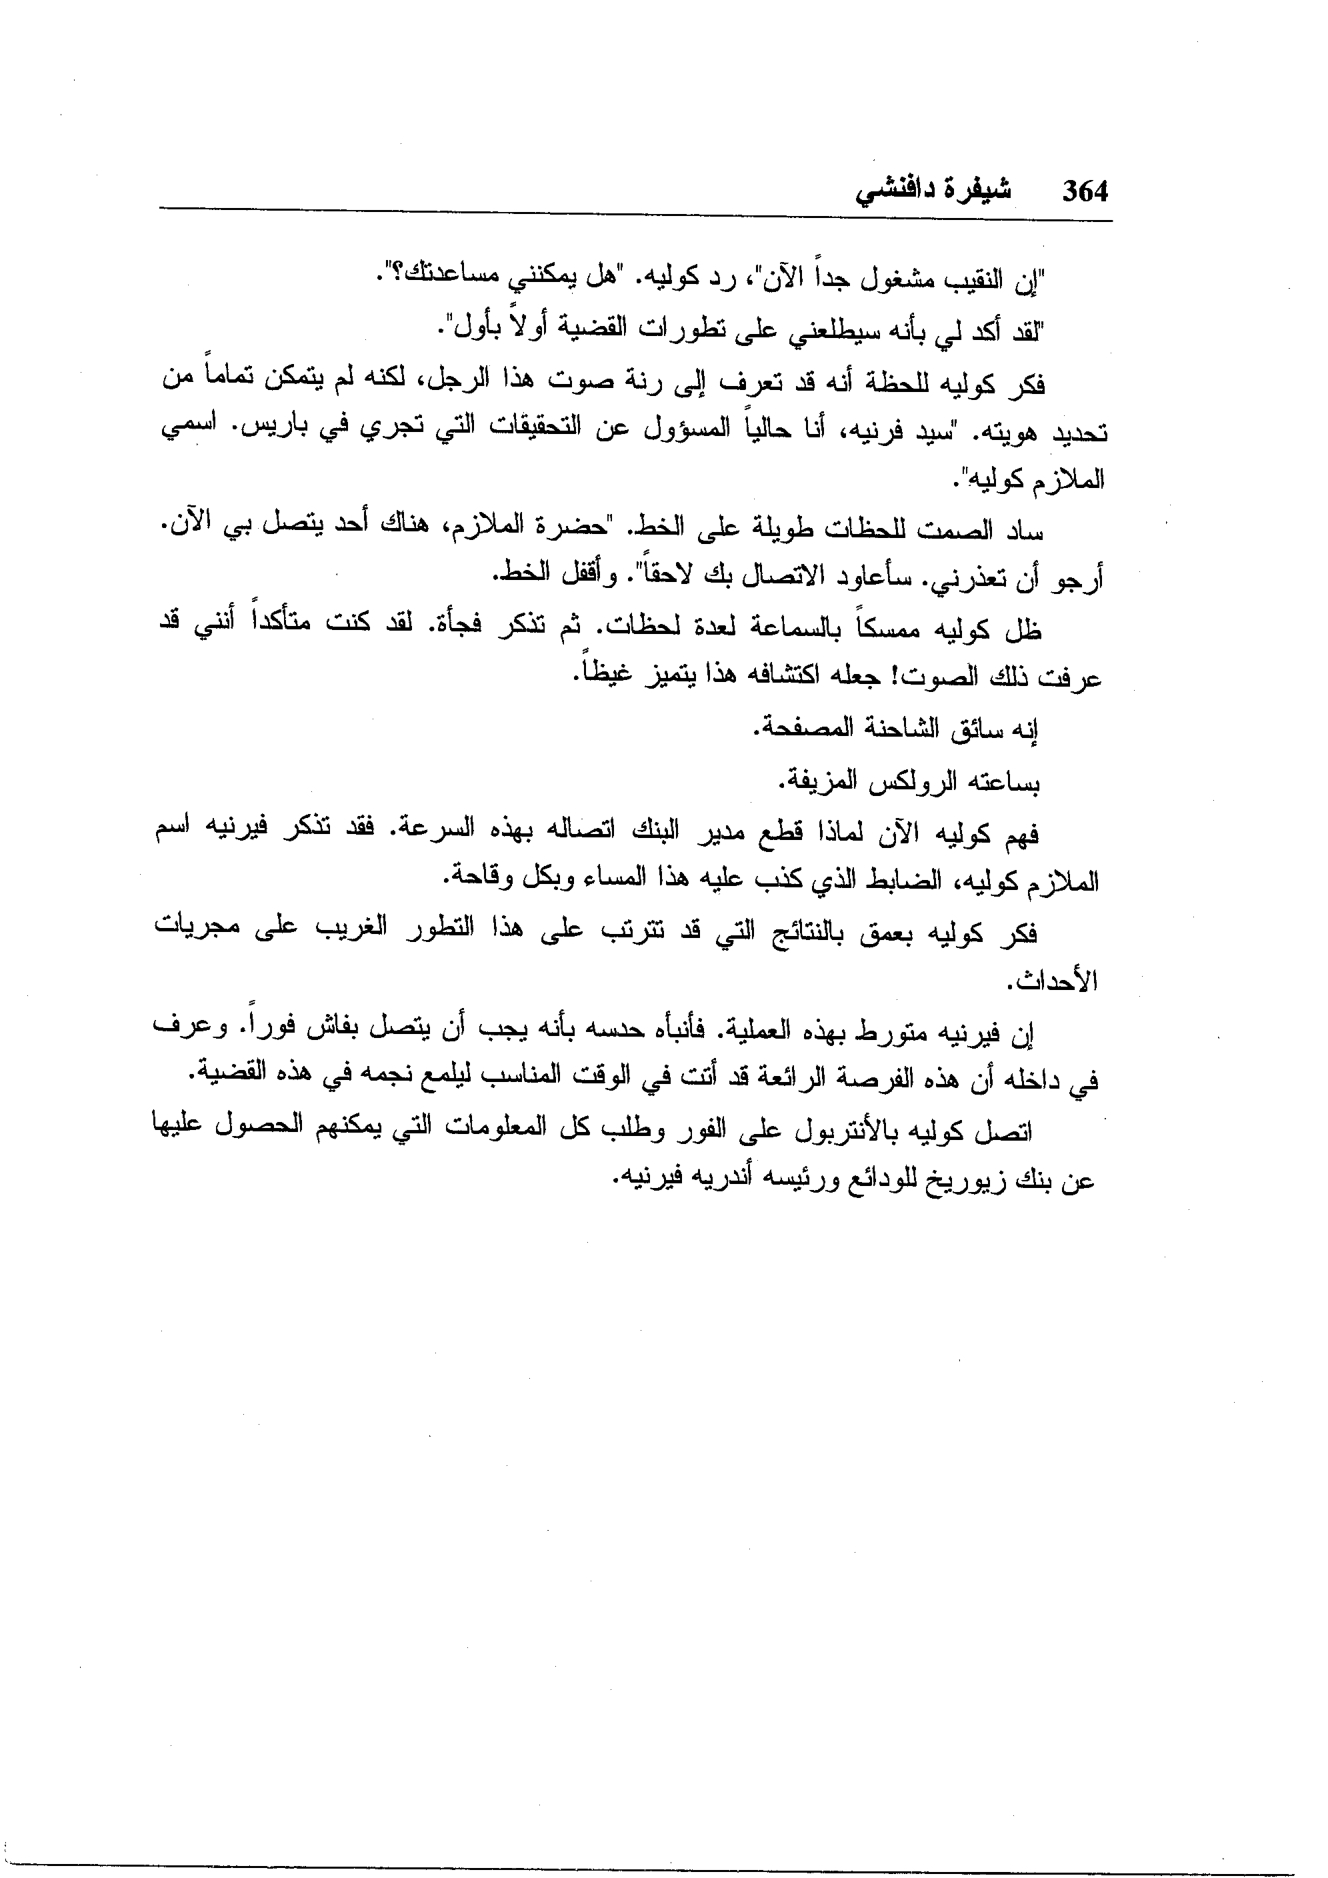 364 شيفرة دافنشي
"إن النقيب مشغول جداً الآن"، رد كوليه. "هل يمكنني مساعدتك؟".
"لقد أكد لي بأنه سيطلعني على تطورات القضية أولاً بأول".
فكر كوليه للحظة أنه قد تعرف إلى رنة صوت هذا الرجل، لكنه لم يتمكن تماماً من
تحديد هويته. "سيد فرنيه، أنا حالياً المسؤول عن التحقيقات التي تجري في باريس. اسمي
الملازم كوليه".
ساد الصمت للحظات طويلة على الخط. "حضرة الملازم، هناك أحد يتصل بي الآن.
أرجو أن تعذرني. سأعاود الاتصال بك لاحقاً". وأقفل الخط.
ظل كوليه ممسكاً بالسماعة لعدة لحظات. ثم تذكر فجأة. لقد كنت متأكداً أنني قد
عرفت ذلك الصوت! جعله اكتشافه هذا يتميز غيظاً.
إنه سائق الشاحنة المصفحة.
بساعته الرولكس المزيفة.
فهم كوليه الآن لماذا قطع مدير البنك اتصاله بهذه السرعة. فقد تذكر فيرنيه اسم
الملازم كوليه، الضابط الذي كذب عليه هذا المساء وبكل وقاحة.
فكر كوليه بعمق بالنتائج التي قد تترتب على هذا التطور الغريب على مجريات
الأحداث.
إن فيرنيه متورط بهذه العملية. فأنبأه حدسه بأنه يجب أن يتصل بفاش فوراً. وعرف
في داخله أن هذه الفرصة الرائعة قد أتت في الوقت المناسب ليلمع نجمه في هذه القضية.
اتصل كوليه بالأنتربول على الفور وطلب كل المعلومات التي يمكنهم الحصول عليها
عن بنك زيوريخ للودائع ورئيسه أندريه فيرنيه.